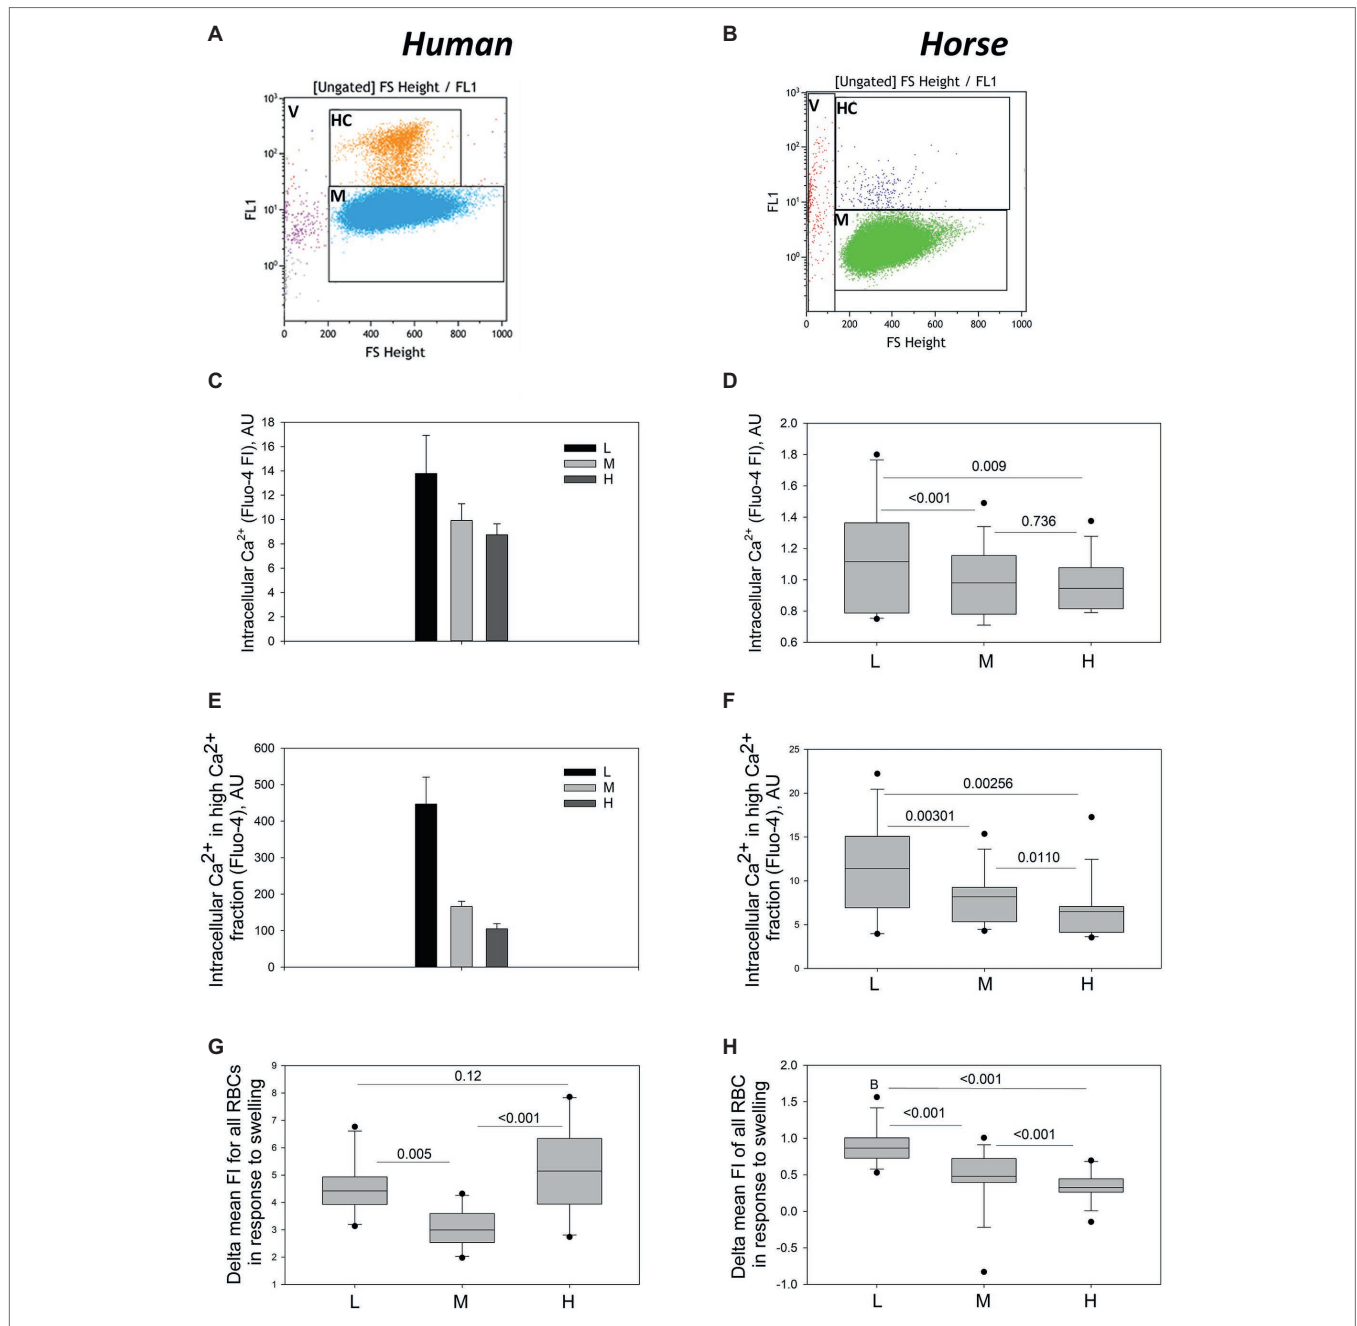 A
Human
B
Horse
[Ungated] FS Height / FL1
10³
V
HC
10²
FL1
M
10¹
10⁰
0
200
400
600
800
1000
FS Height
[Ungated] FS Height / FL1
10³
V
HC
10²
FL1
10¹
M
10⁰
0
200
400
600
800
1000
FS Height
C
Intracellular Ca²⁺ (Fluo-4 FI), AU
18
16
14
12
10
8
6
4
2
0
L
M
H
D
Intracellular Ca²⁺ (Fluo-4 FI), AU
2.0
1.8
1.6
1.4
1.2
1.0
0.8
0.6
0.009
<0.001
0.736
L
M
H
E
Intracellular Ca²⁺ in high Ca²⁺
fraction (Fluo-4), AU
600
500
400
300
200
100
0
L
M
H
F
Intracellular Ca²⁺ in high Ca²⁺
fraction (Fluo-4), AU
25
20
15
10
5
0
0.00256
0.00301
0.0110
L
M
H
G
Delta mean FI for all RBCs
in response to swelling
9
8
7
6
5
4
3
2
1
0.12
<0.001
0.005
L
M
H
H
Delta mean FI of all RBC
in response to swelling
2.0
1.5
1.0
0.5
0.0
-0.5
-1.0
B
<0.001
<0.001
<0.001
L
M
H